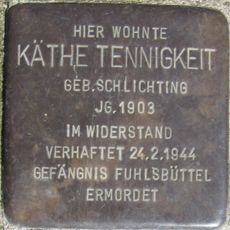 HIER WOHNTE
KÄTHE TENNIGKEIT
GEB.SCHLICHTING
JG.1903
IM WIDERSTAND
VERHAFTET 24.2.1944
GEFÄNGNIS FUHLSBÜTTEL
ERMORDET